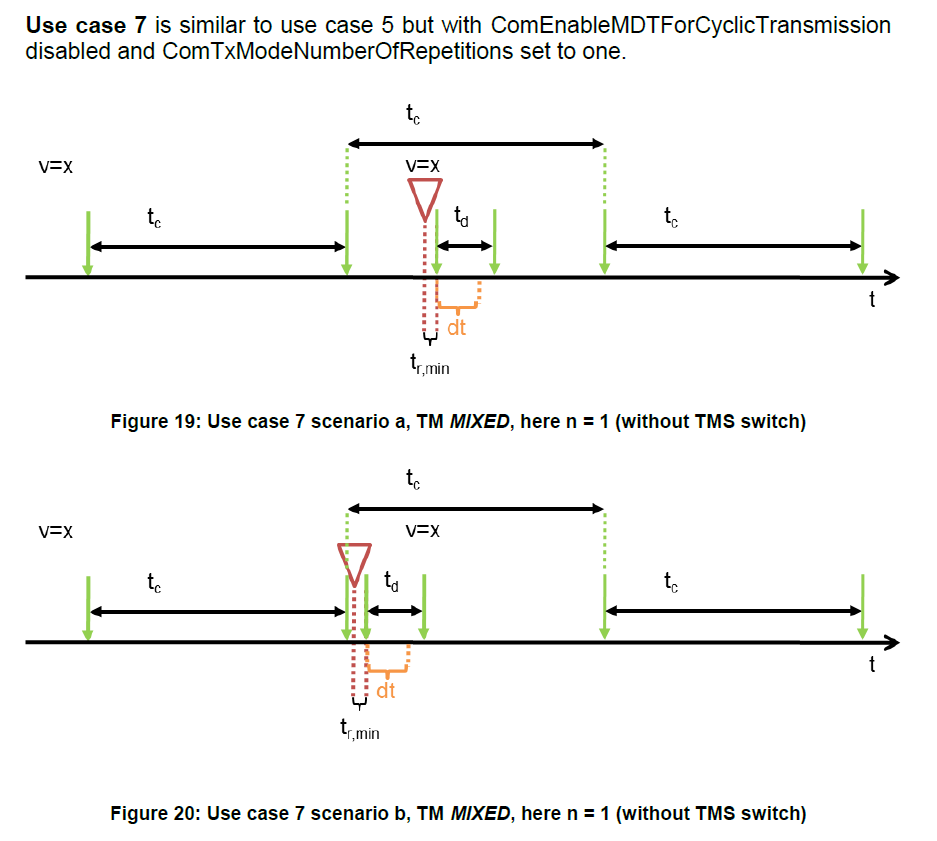 Use case 7 is similar to use case 5 but with ComEnableMDTForCyclicTransmission
disabled and ComTxModeNumberOfRepetitions set to one.
tc
v=x
v=x
tc
td
tc
t
dt
tr,min
Figure 19: Use case 7 scenario a, TM MIXED, here n = 1 (without TMS switch)
tc
v=x
v=x
tc
td
tc
t
dt
tr,min
Figure 20: Use case 7 scenario b, TM MIXED, here n = 1 (without TMS switch)